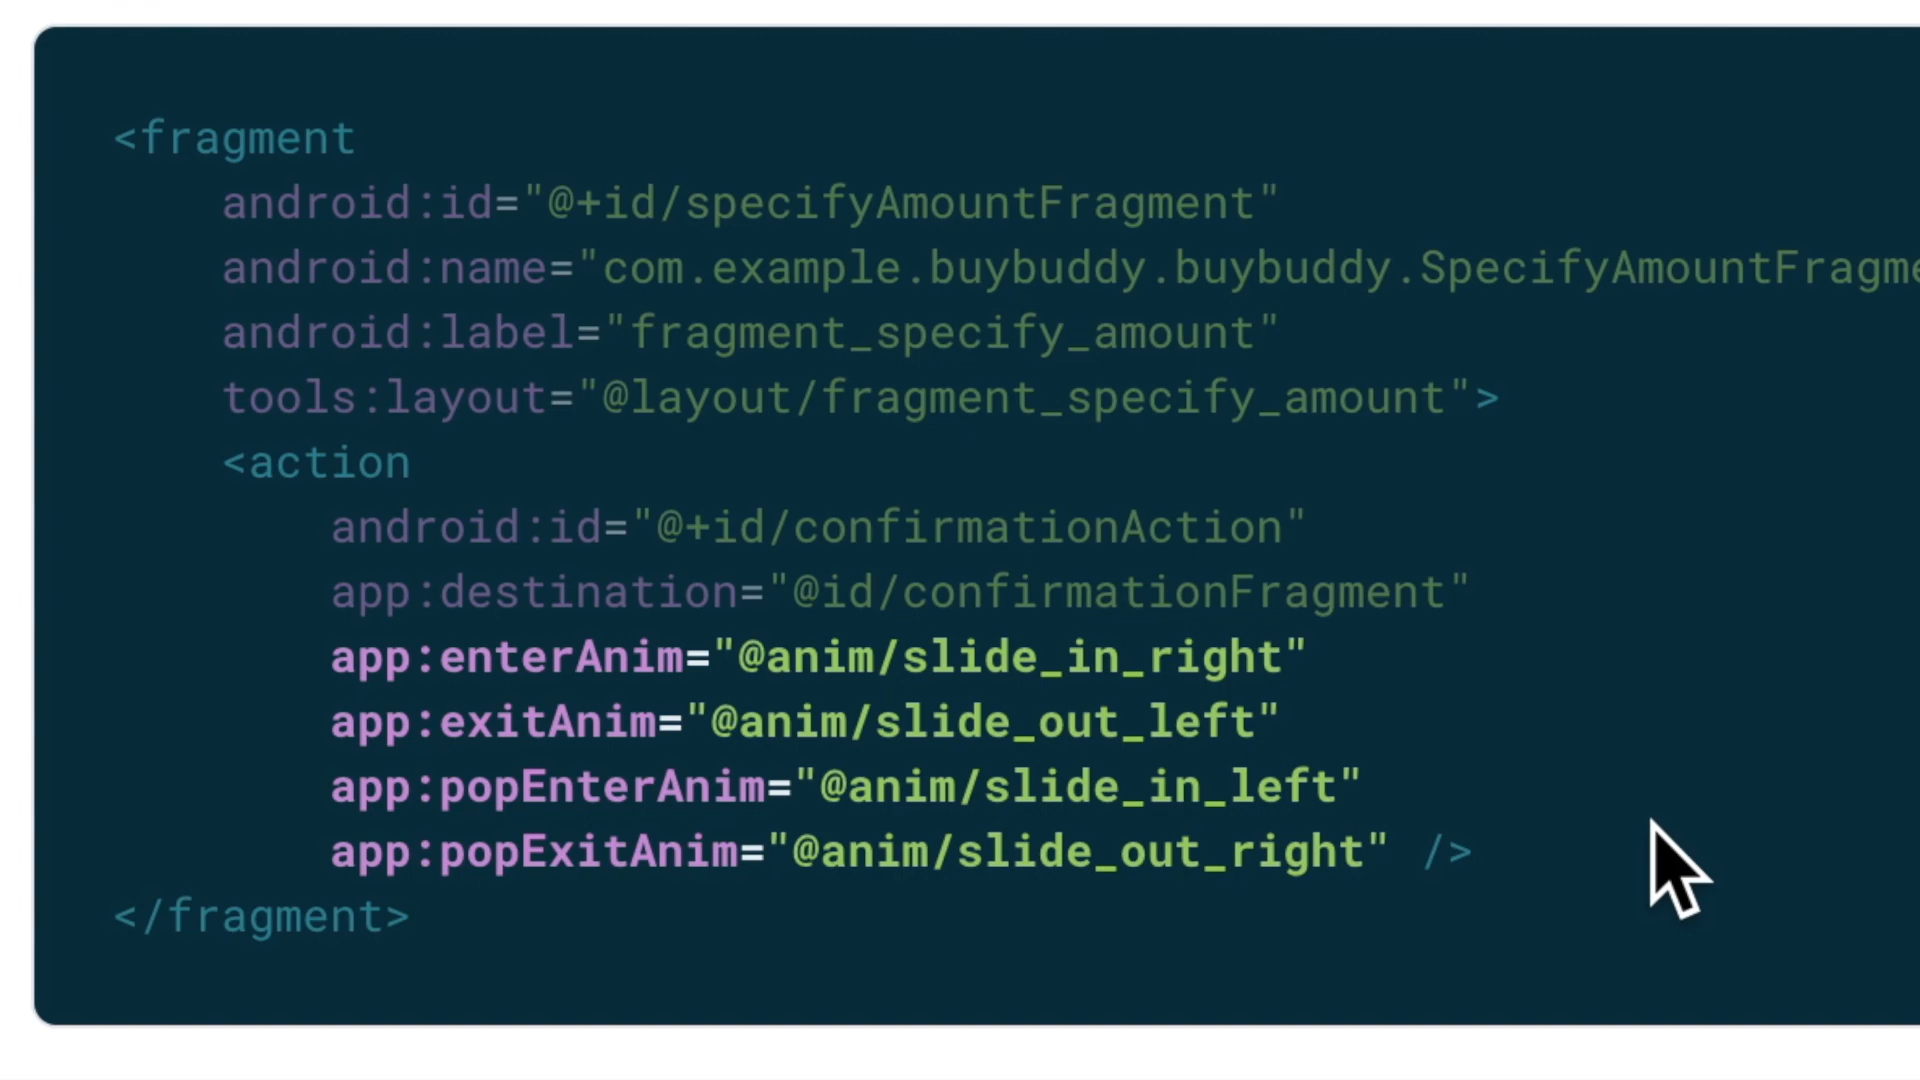 <fragment
android:id="@+id/specifyAmountFragment"
android:name="com.example.buybuddy.buybuddy.SpecifyAmountFragme
android:label="fragment_specify_amount"
tools:layout="@layout/fragment_specify_amount">
<action
android:id="@+id/confirmationAction"
app:destination="@id/confirmationFragment"
app:enterAnim="@anim/slide_in_right"
app:exitAnim="@anim/slide_out_left"
app:popEnterAnim="@anim/slide_in_left"
app:popExitAnim="@anim/slide_out_right" />
</fragment>